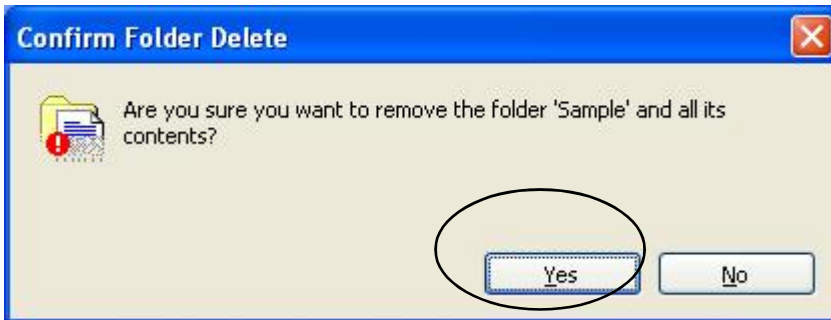 Confirm Folder Delete
Are you sure you want to remove the folder 'Sample' and all its
contents?
Yes
No